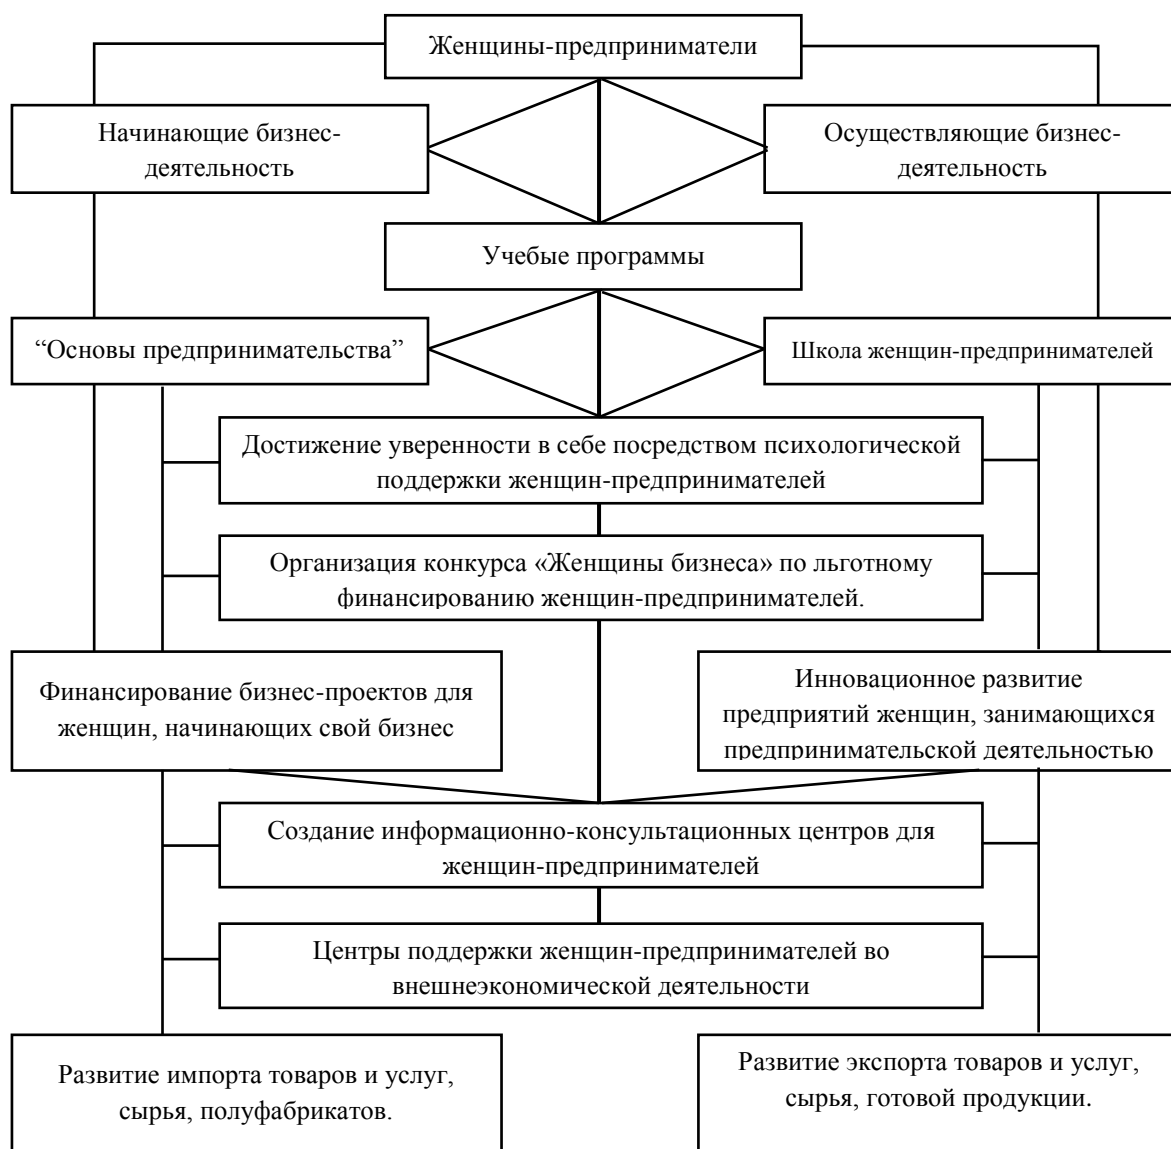 Женщины-предприниматели
Начинающие бизнес-
деятельность
Осуществляющие бизнес-
деятельность
Учебые программы
“Основы предпринимательства”
Школа женщин-предпринимателей
Достижение уверенности в себе посредством психологической
поддержки женщин-предпринимателей
Организация конкурса «Женщины бизнеса» по льготному
финансированию женщин-предпринимателей.
Финансирование бизнес-проектов для
женщин, начинающих свой бизнес
Инновационное развитие
предприятий женщин, занимающихся
предпринимательской деятельностью
Создание информационно-консультационных центров для
женщин-предпринимателей
Центры поддержки женщин-предпринимателей во
внешнеэкономической деятельности
Развитие импорта товаров и услуг,
сырья, полуфабрикатов.
Развитие экспорта товаров и услуг,
сырья, готовой продукции.